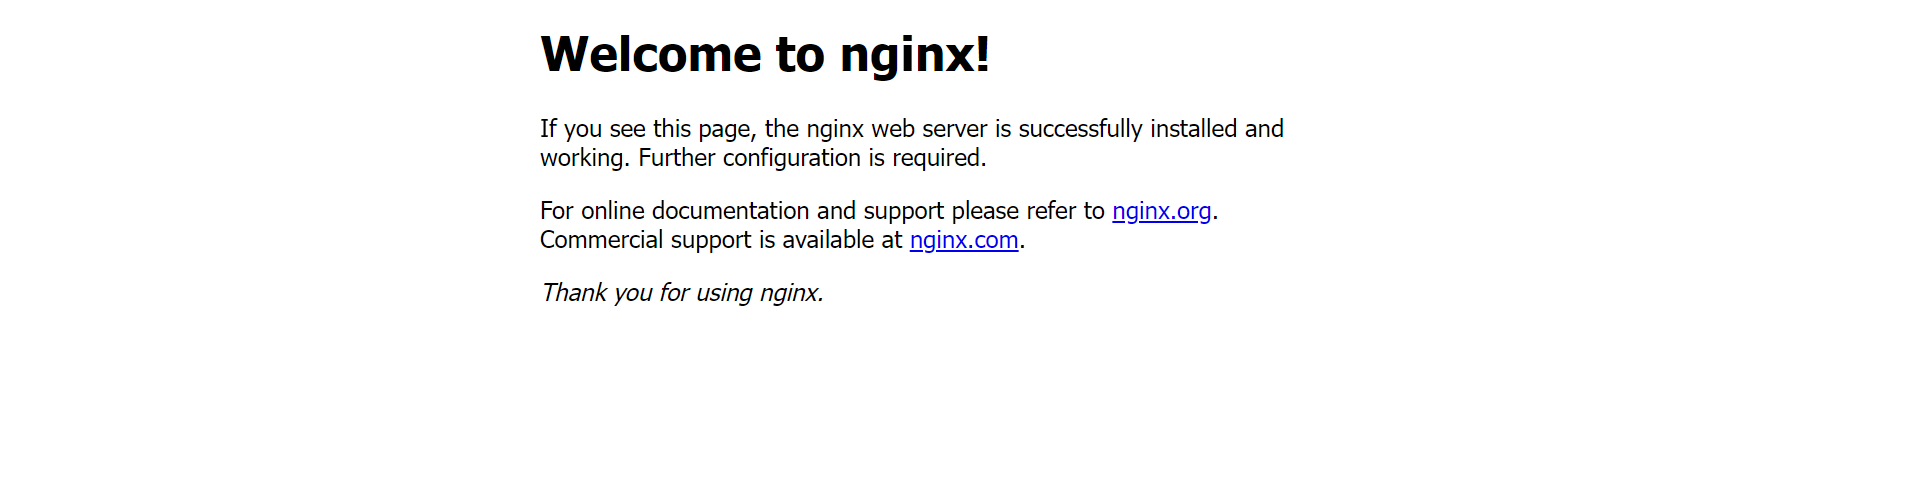 Welcome to nginx!
If you see this page, the nginx web server is successfully installed and
working. Further configuration is required.
For online documentation and support please refer to nginx.org.
Commercial support is available at nginx.com.
Thank you for using nginx.